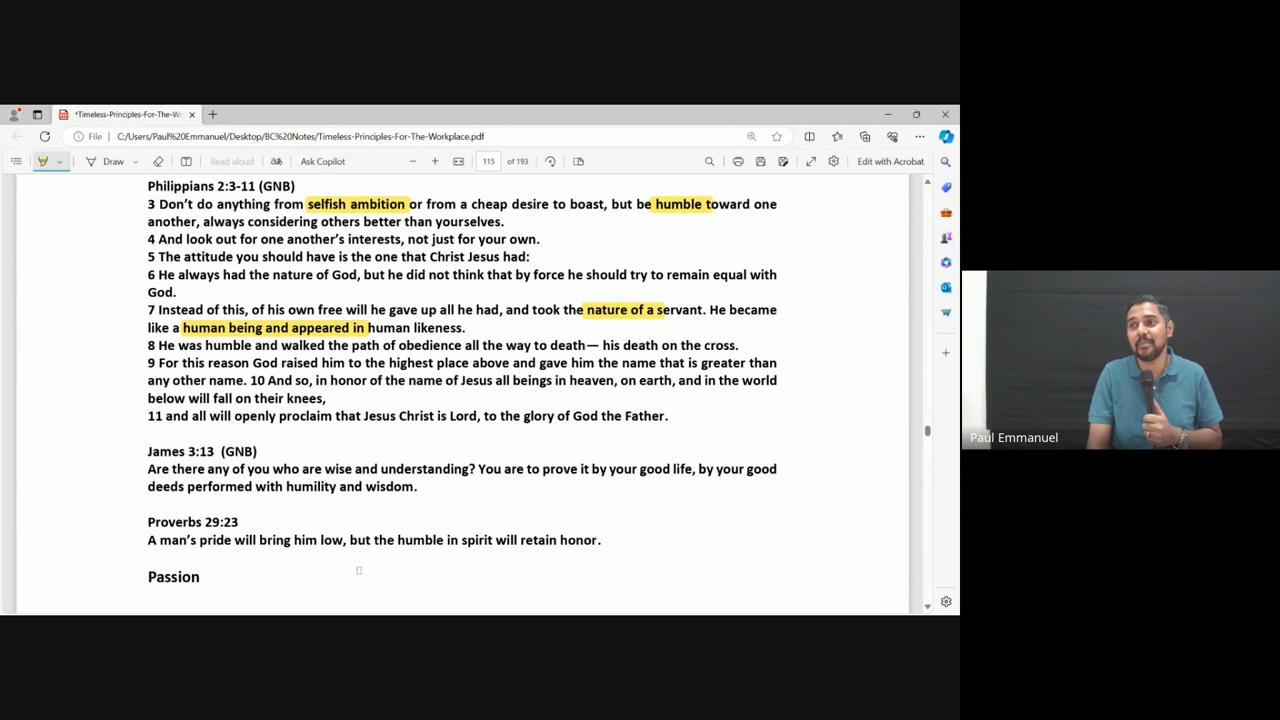 *Timeless-Principles-For-The-Wo
File
C:/Users/Paul%20Emmanuel/Desktop/BC%20Notes/Timeless-Principles-For-The-Workplace.pdf
Draw
Read aloud
Ask Copilot
115 of 193
Edit with Acrobat
Philippians 2:3-11 (GNB)
3 Don’t do anything from selfish ambition or from a cheap desire to boast, but be humble toward one
another, always considering others better than yourselves.
4 And look out for one another’s interests, not just for your own.
5 The attitude you should have is the one that Christ Jesus had:
6 He always had the nature of God, but he did not think that by force he should try to remain equal with
God.
7 Instead of this, of his own free will he gave up all he had, and took the nature of a servant. He became
like a human being and appeared in human likeness.
8 He was humble and walked the path of obedience all the way to death— his death on the cross.
9 For this reason God raised him to the highest place above and gave him the name that is greater than
any other name. 10 And so, in honor of the name of Jesus all beings in heaven, on earth, and in the world
below will fall on their knees,
11 and all will openly proclaim that Jesus Christ is Lord, to the glory of God the Father.
James 3:13 (GNB)
Are there any of you who are wise and understanding? You are to prove it by your good life, by your good
deeds performed with humility and wisdom.
Proverbs 29:23
A man’s pride will bring him low, but the humble in spirit will retain honor.
Passion
Paul Emmanuel